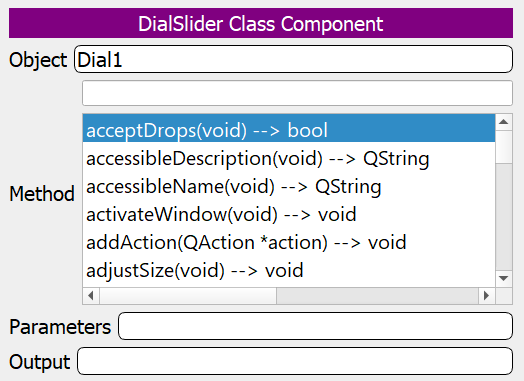 DialSlider Class Component
Object Dial1
Method
acceptDrops(void) --> bool
accessibleDescription(void) --> QString
accessibleName(void) --> QString
activateWindow(void) --> void
addAction(QAction *action) --> void
adjustSize(void) --> void
Parameters
Output